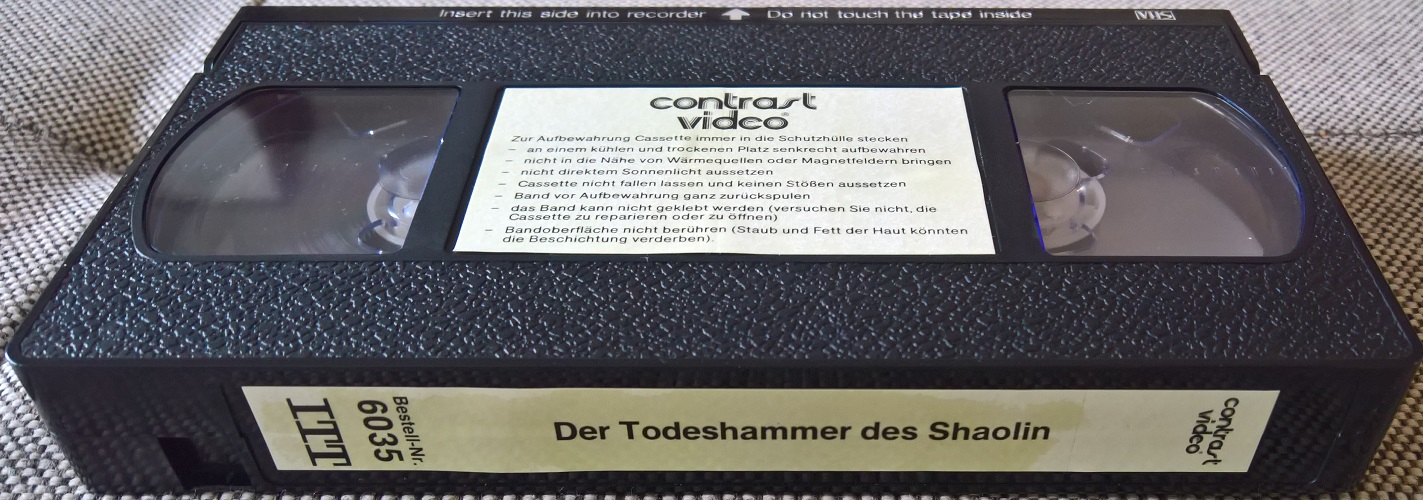 Insert this side into recorder Do not touch the tape inside VHS
contrast
video
Zur Aufbewahrung Cassette immer in die Schutzhülle stecken
– an einem kühlen und trockenen Platz senkrecht aufbewahren
– nicht in die Nähe von Wärmequellen oder Magnetfeldern bringen
– nicht direktem Sonnenlicht aussetzen
– Cassette nicht fallen lassen und keinen Stößen aussetzen
– Band vor Aufbewahrung ganz zurückspulen
– das Band kann nicht geklebt werden (versuchen Sie nicht, die
Cassette zu reparieren oder zu öffnen)
– Bandoberfläche nicht berühren (Staub und Fett der Haut könnten
die Beschichtung verderben).
ITT
Bestell-Nr.
6035
Der Todeshammer des Shaolin
contrast
video